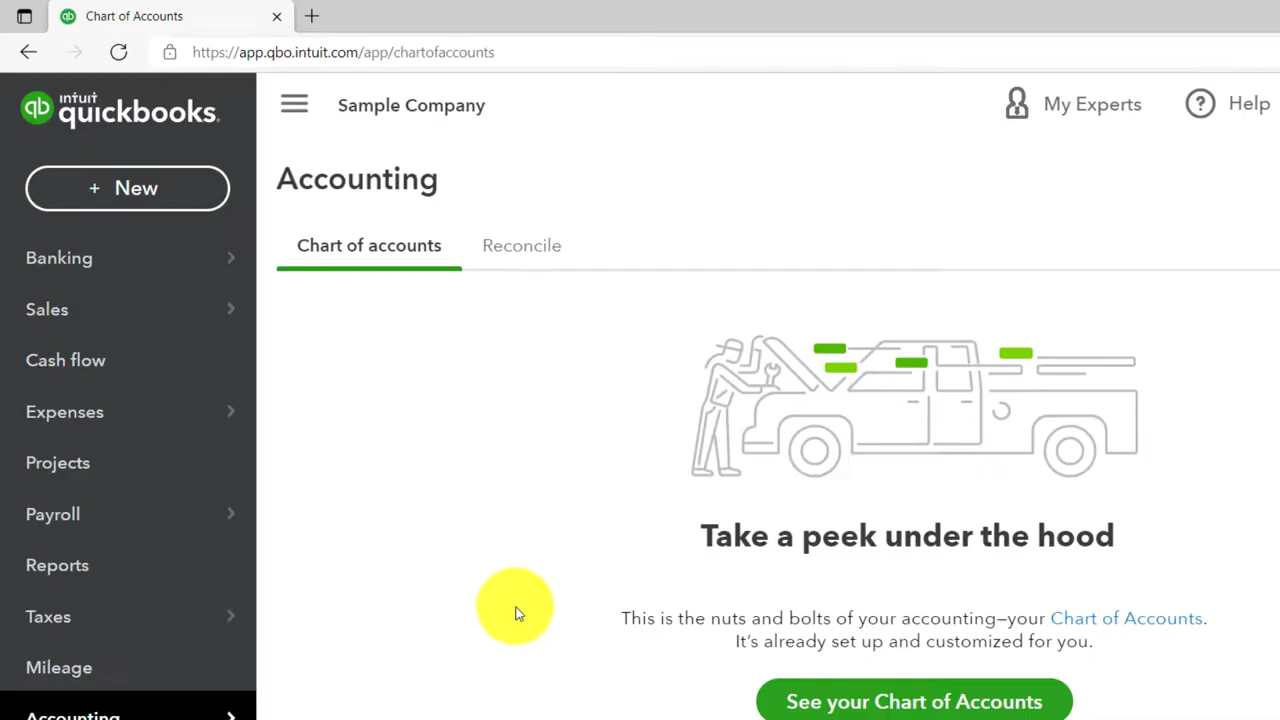 Chart of Accounts
https://app.qbo.intuit.com/app/chartofaccounts
qb intuit quickbooks.
Sample Company
My Experts
? Help
+ New
Accounting
Chart of accounts
Reconcile
Banking
Sales
Cash flow
Expenses
Projects
Payroll
Reports
Taxes
Mileage
Accounting
Take a peek under the hood
This is the nuts and bolts of your accounting—your Chart of Accounts.
It's already set up and customized for you.
See your Chart of Accounts